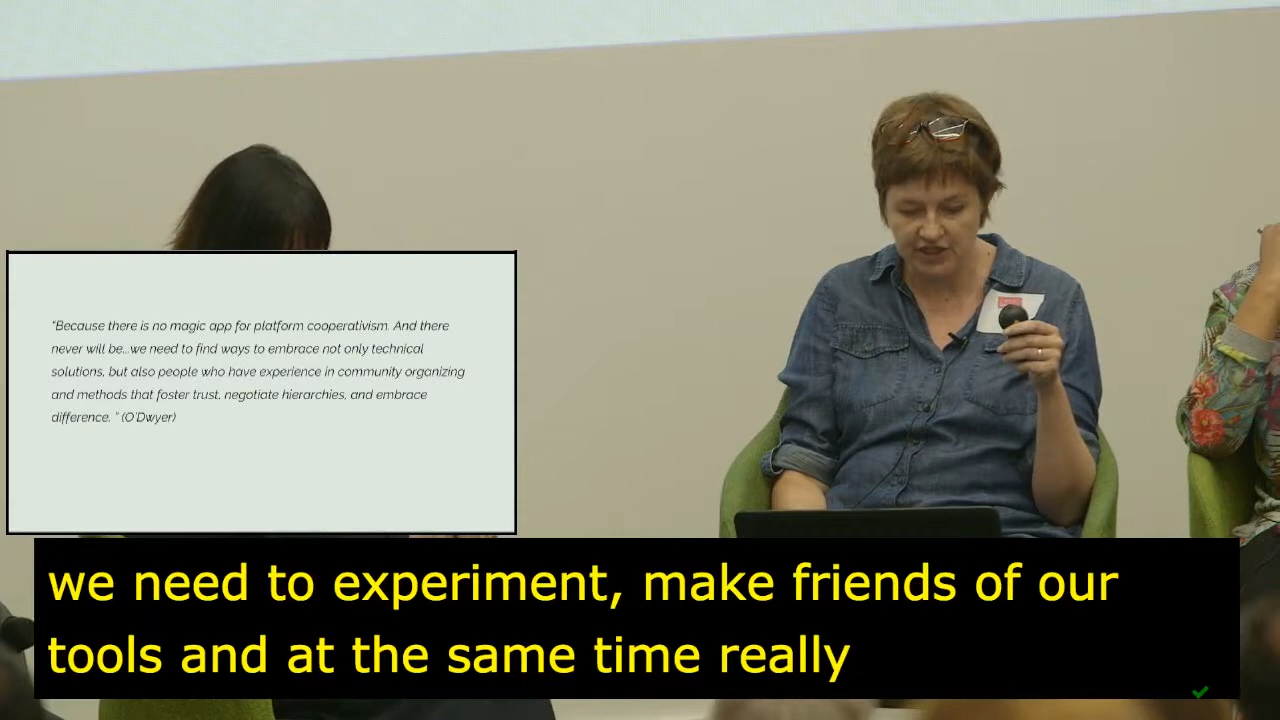 “Because there is no magic app for platform cooperativism. And there
never will be...we need to find ways to embrace not only technical
solutions, but also people who have experience in community organizing
and methods that foster trust, negotiate hierarchies, and embrace
difference. ” (O'Dwyer)
we need to experiment, make friends of our
tools and at the same time really